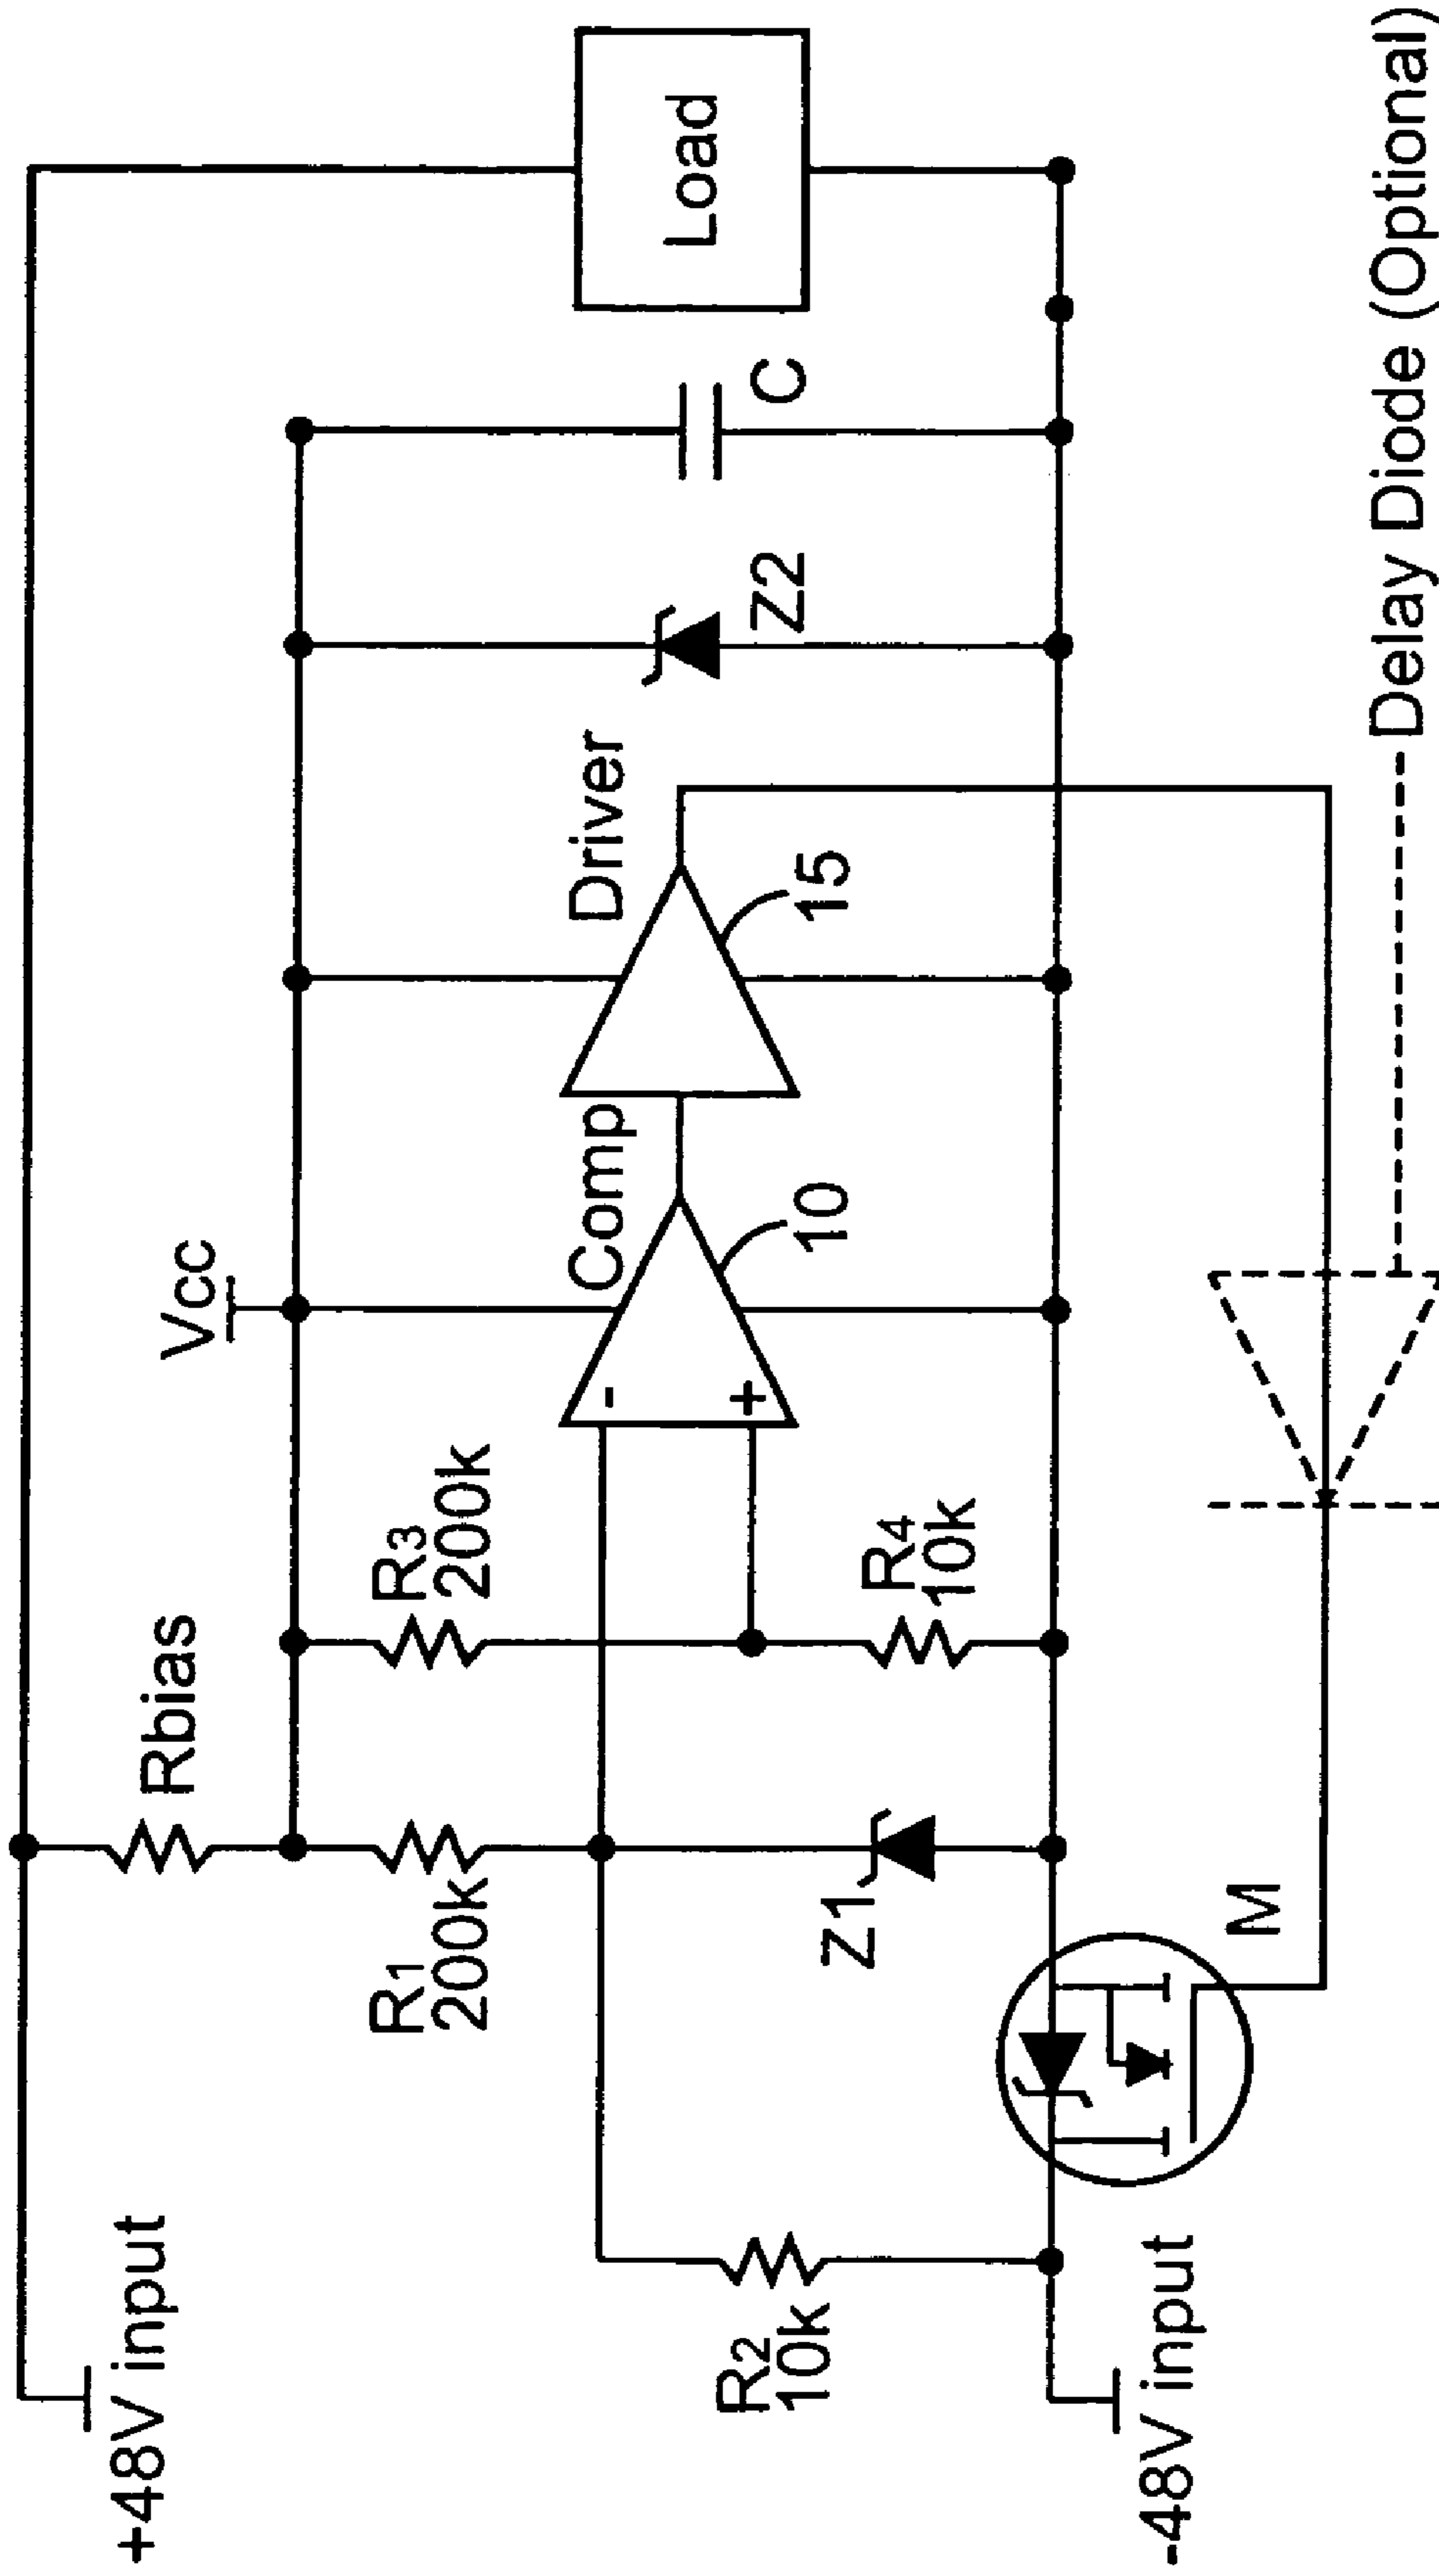 +48V input
Rbias
Vcc
R1
200k
R3
200k
Comp
-
+
10
Driver
15
Z2
C
Load
R2
10k
Z1
R4
10k
M
-48V input
Delay Diode (Optional)